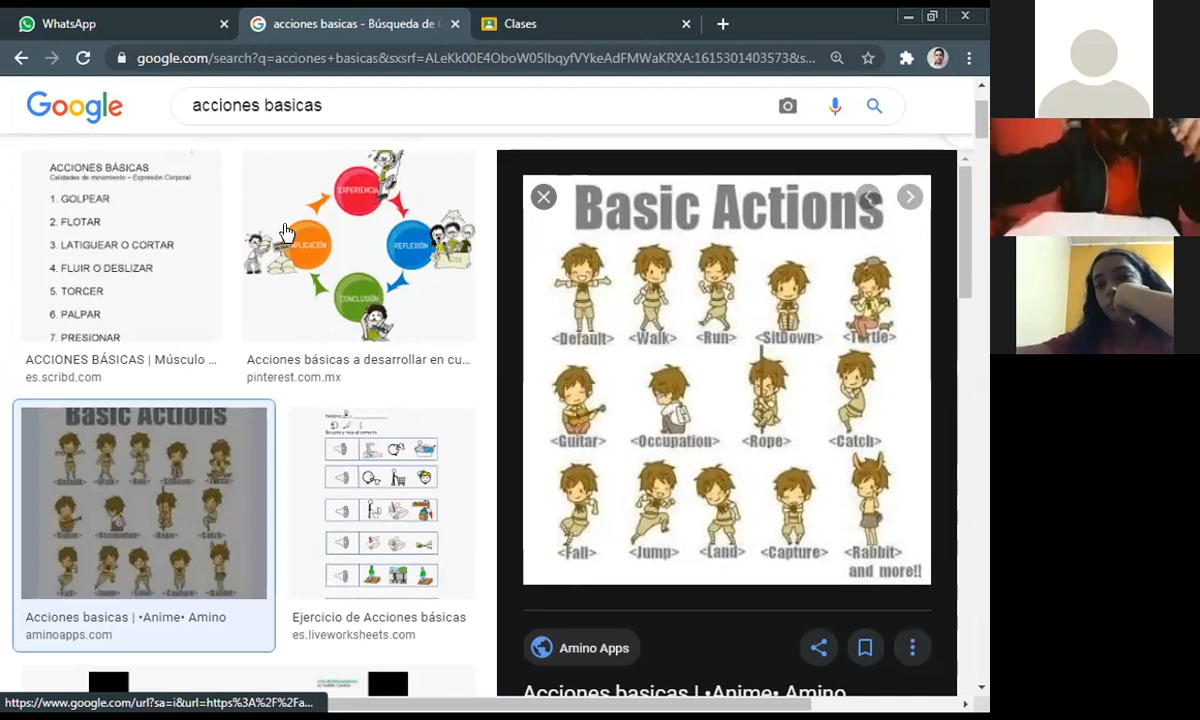 WhatsApp
acciones basicas - Búsqueda de
Clases
google.com/search?q=acciones+basicas&sxsrf=ALeKk00E4OboW05IbqyfVYkeAdFMWaKRXA:1615301403573&s...
Google
acciones basicas
ACCIONES BÁSICAS
Calidades de movimiento – Expresión Corporal
1. GOLPEAR
2. FLOTAR
3. LATIGUEAR O CORTAR
4. FLUIR O DESLIZAR
5. TORCER
6. PALPAR
7. PRESIONAR
ACCIONES BÁSICAS | Músculo ...
es.scribd.com
EXPERIENCIA
REFLEXIÓN
CONCLUSIÓN
PLICACIÓN
Acciones básicas a desarrollar en cu...
pinterest.com.mx
Basic Actions
Acciones basicas | •Anime• Amino
aminoapps.com
Ejercicio de Acciones básicas
es.liveworksheets.com
Basic Actions
<Default> <Walk> <Run> <SitDown> <Turtle>
<Guitar> <Occupation> <Rope> <Catch>
<Fall> <Jump> <Land> <Capture> <Rabbit>
and more!!
Amino Apps
Acciones basicas | •Anime• Amino
https://www.google.com/url?sa=i&url=https%3A%2F%2Fa...